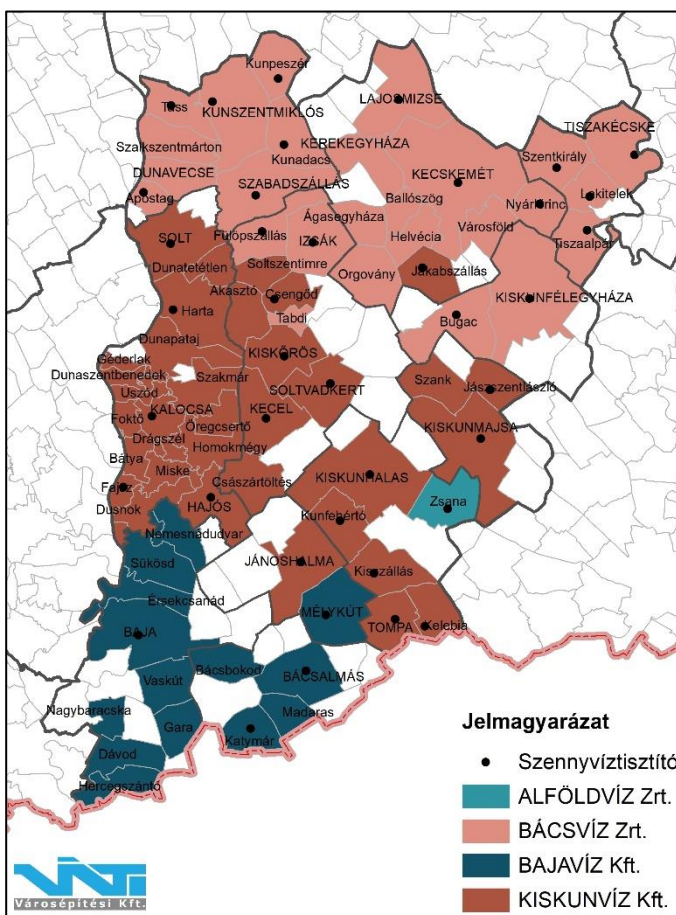 Kunpeszér
Tass
KUNSZENTMIKLÓS
LAJOSMIZSE
TISZAKÉCSKE
Szalkszentmárton
KEREKEGYHÁZA
Kunadacs
Szentkirály
DUNAVECSE
KECSKEMÉT
Apostag
SZABADSZÁLLÁS
Ballószög
Nyárlőrinc
Lakitelek
Ágasegyháza
Fülöpszállás
IZSÁK
Helvécia
Városföld
Tiszaalpár
SOLT
Orgovány
Soltszentimre
Jakabszállás
Dunatetétlen
Akasztó
Csengőd
KISKUNFÉLEGYHÁZA
Harta
Tabdi
Bugac
Dunapataj
KISKŐRÖS
Géderlak
Dunaszentbenedek
Szakmár
Szank
Jászszentlászló
Uszód
SOLTVADKERT
KALOCSA
KECEL
Foktő
Öregcsertő
KISKUNMAJSA
Drágszél
Homokmégy
Bátya
Miske
Császártöltés
KISKUNHALAS
Fajsz
HAJÓS
Zsana
Dusnok
Kunfehértó
Nemesnádudvar
Sükösd
JÁNOSHALMA
Kisszállás
Érsekcsanád
MÉLYKÚT
BAJA
TOMPA
Kelebia
Vaskút
Bácsbokod
BÁCSALMÁS
Nagybaracska
Gara
Madaras
Katymár
Dávod
Hercegszántó
Jelmagyarázat
Szennyvíztisztító
ALFÖLDVÍZ Zrt.
BÁCSVÍZ Zrt.
BAJAVÍZ Kft.
KISKUNVÍZ Kft.
VÁTI
Városépítési Kft.